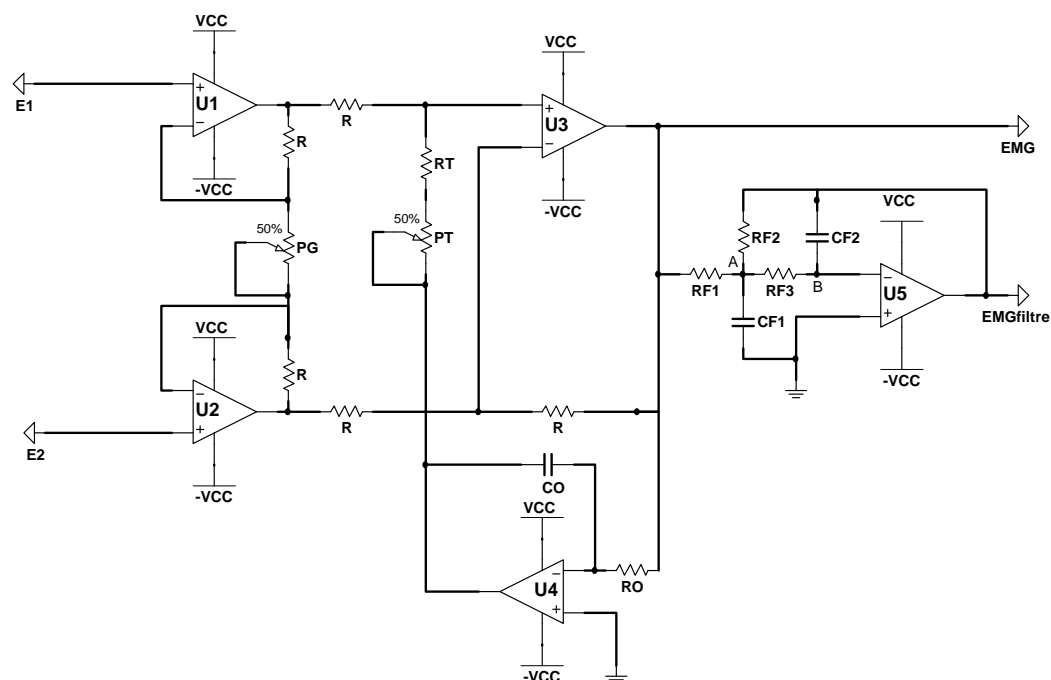 VCC
E1
+
U1
−
-VCC
R
R
VCC
+
U3
−
-VCC
EMG
RT
50%
PG
50%
PT
VCC
RF2
CF2
A
RF1
RF3
B
CF1
−
U5
+
-VCC
EMGfiltre
VCC
−
U2
+
-VCC
E2
R
R
R
CO
VCC
U4
−
+
-VCC
RO